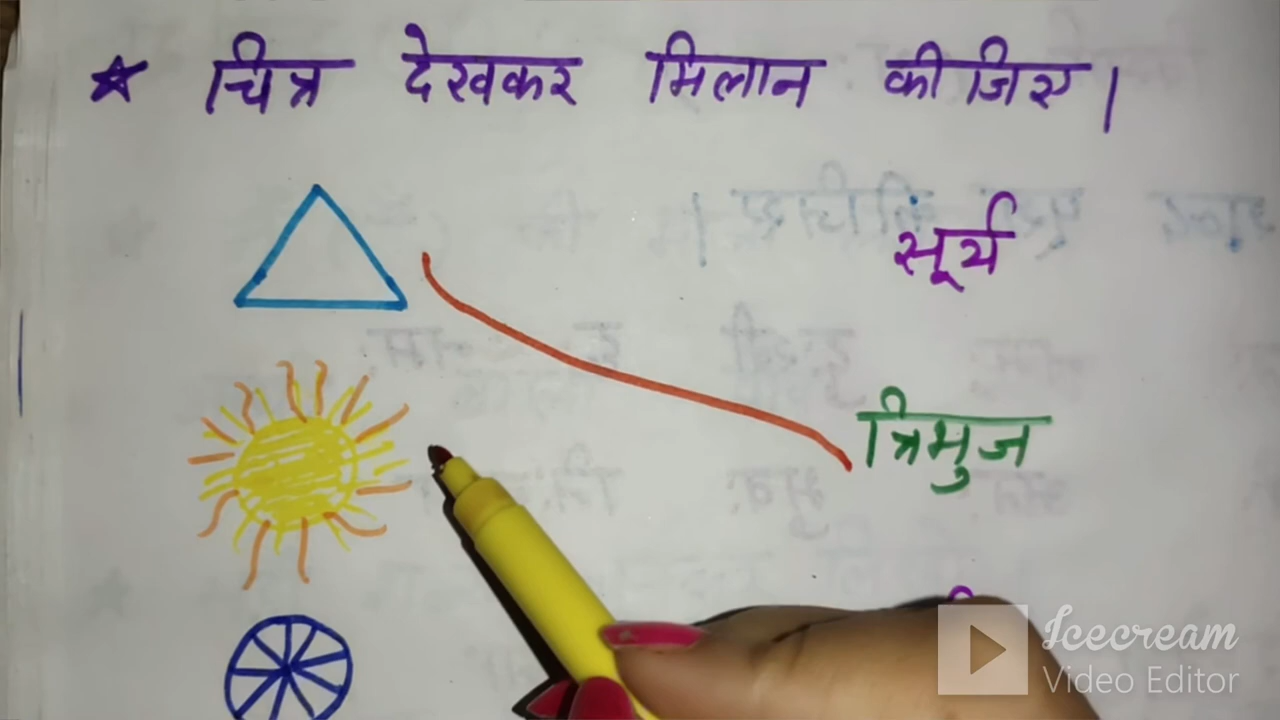 ★ चित्र देखकर मिलान कीजिए।
सूर्य
त्रिभुज
Icecream
Video Editor